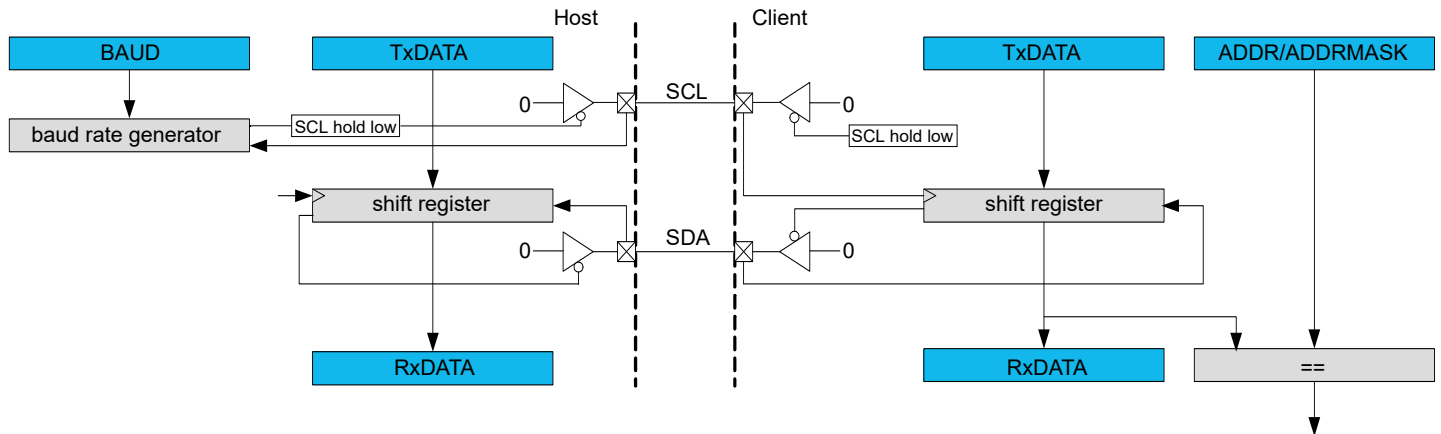 Host
Client
BAUD
TxDATA
TxDATA
ADDR/ADDRMASK
SCL
0
0
baud rate generator
SCL hold low
SCL hold low
shift register
shift register
SDA
0
0
RxDATA
RxDATA
==